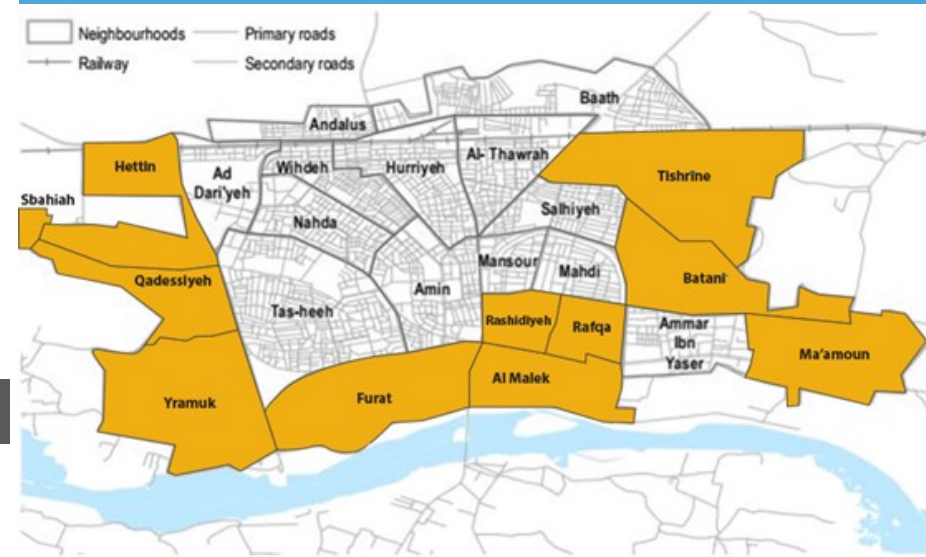 Neighbourhoods
Primary roads
Railway
Secondary roads
Baath
Andalus
Hettin
Ad
Dari'yeh
Wihdeh
Hurriyeh
Al- Thawrah
Tishrine
Sbahiah
Nahda
Salhiyeh
Qadessiyeh
Mansour
Mahdi
Batani
Tas-heeh
Amin
Rashidiyeh
Rafqa
Ammar
Ibn
Yaser
Ma'amoun
Yramuk
Furat
Al Malek